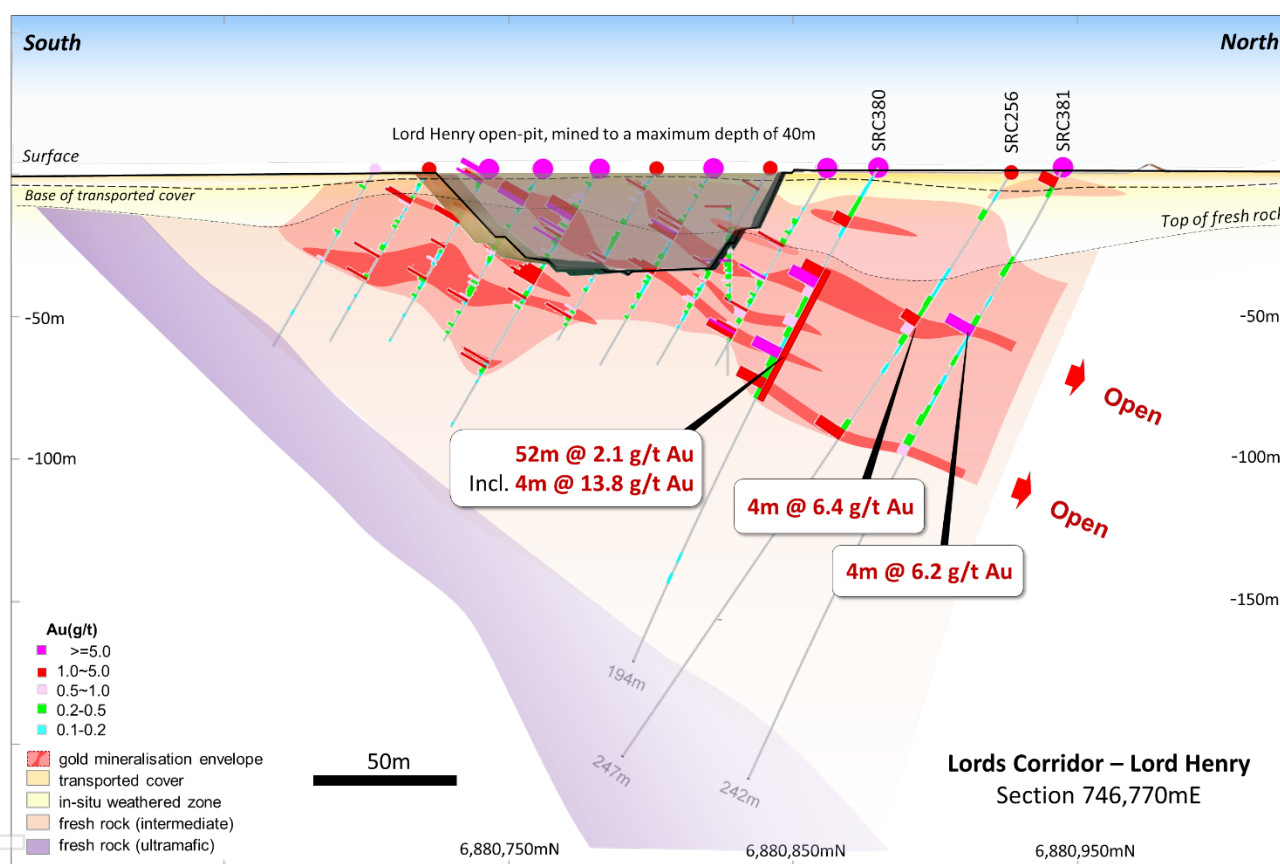 South
North
SRC380
SRC256
SRC381
Lord Henry open-pit, mined to a maximum depth of 40m
Surface
Base of transported cover
Top of fresh rock
-50m
-50m
Open
52m @ 2.1 g/t Au
Incl. 4m @ 13.8 g/t Au
-100m
-100m
4m @ 6.4 g/t Au
Open
4m @ 6.2 g/t Au
-150m
Au(g/t)
>=5.0
1.0~5.0
0.5~1.0
0.2-0.5
0.1-0.2
194m
247m
242m
gold mineralisation envelope
transported cover
in-situ weathered zone
fresh rock (intermediate)
fresh rock (ultramafic)
50m
Lords Corridor – Lord Henry
Section 746,770mE
6,880,750mN
6,880,850mN
6,880,950mN